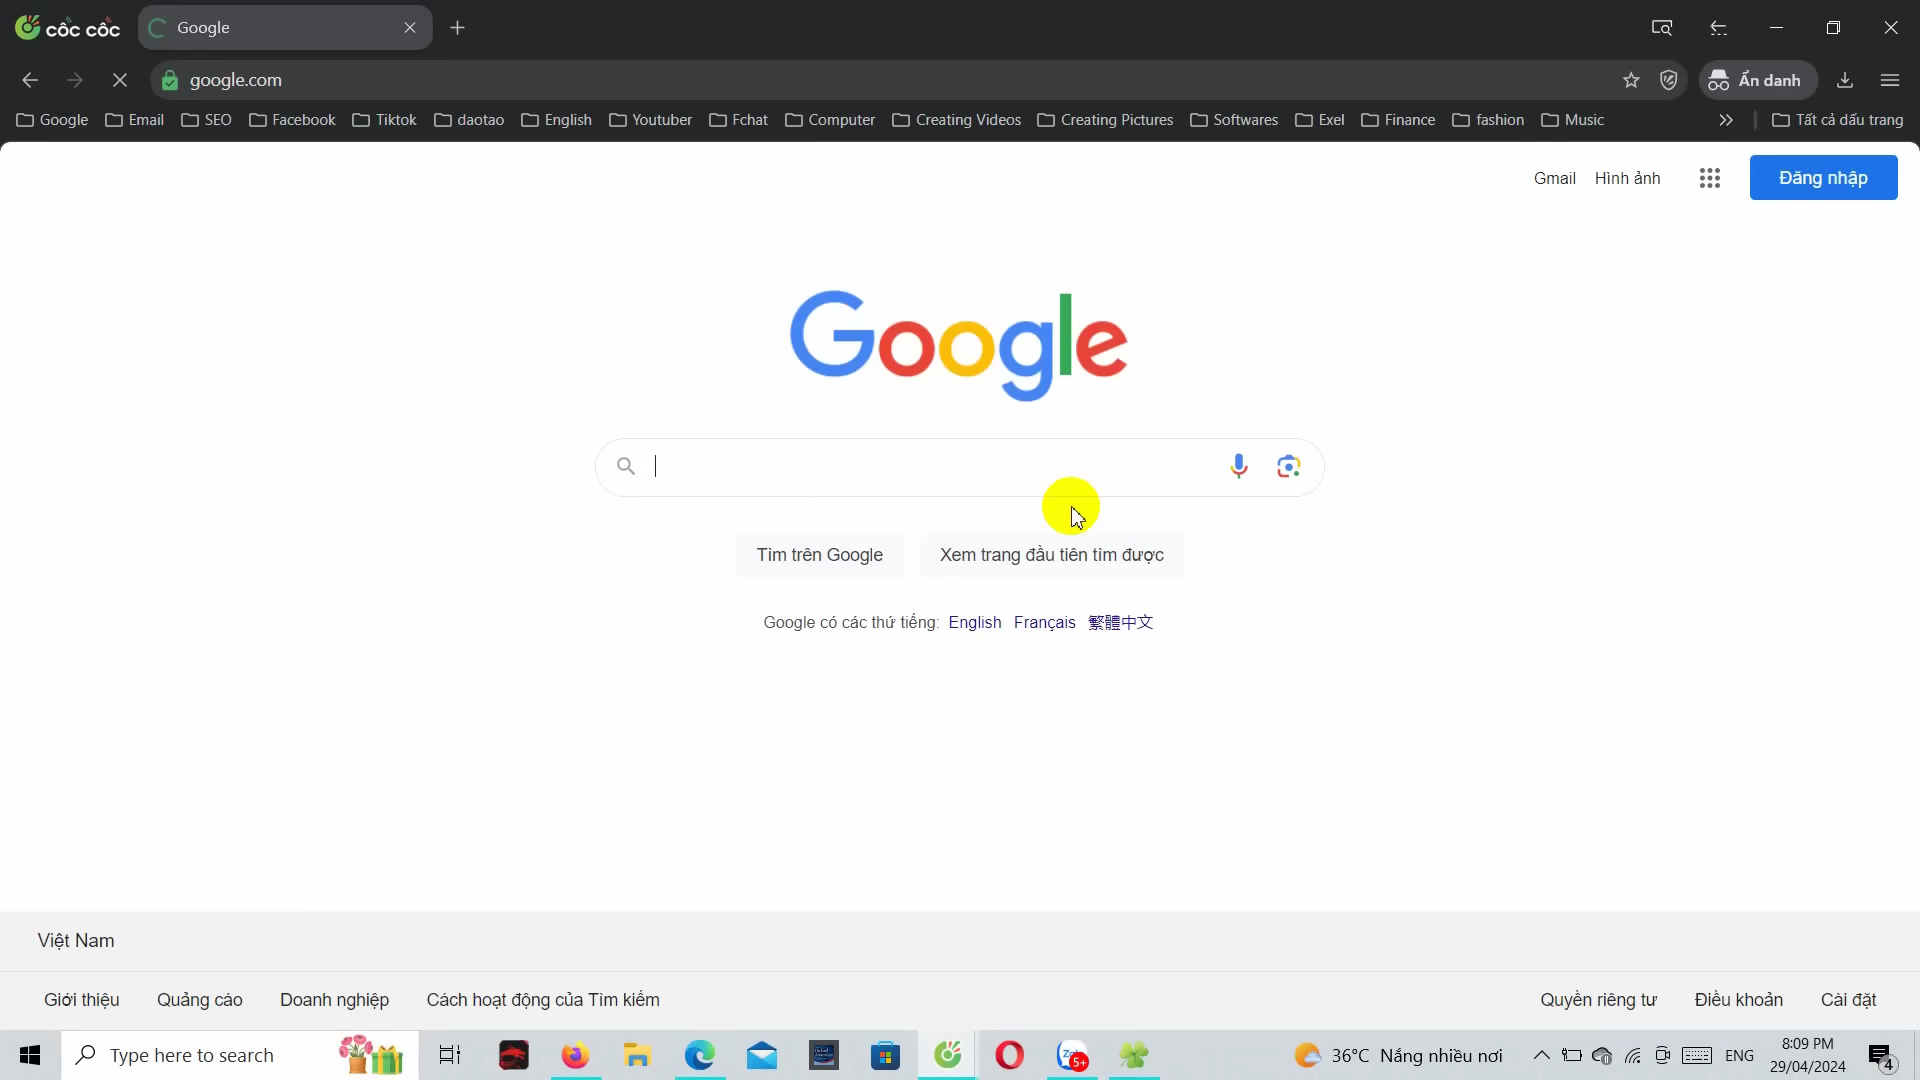 cốc cốc
Google
google.com
Ẩn danh
Google Email SEO Facebook Tiktok daotao English Youtuber Fchat Computer Creating Videos Creating Pictures Softwares Exel Finance fashion Music Tất cả dấu trang
Gmail Hình ảnh Đăng nhập
Google
Tìm trên Google Xem trang đầu tiên tìm được
Google có các thứ tiếng: English Français 繁體中文
Việt Nam
Giới thiệu Quảng cáo Doanh nghiệp Cách hoạt động của Tìm kiếm Quyền riêng tư Điều khoản Cài đặt
Type here to search
5+
36°C Nắng nhiều nơi
ENG
8:09 PM
29/04/2024
4